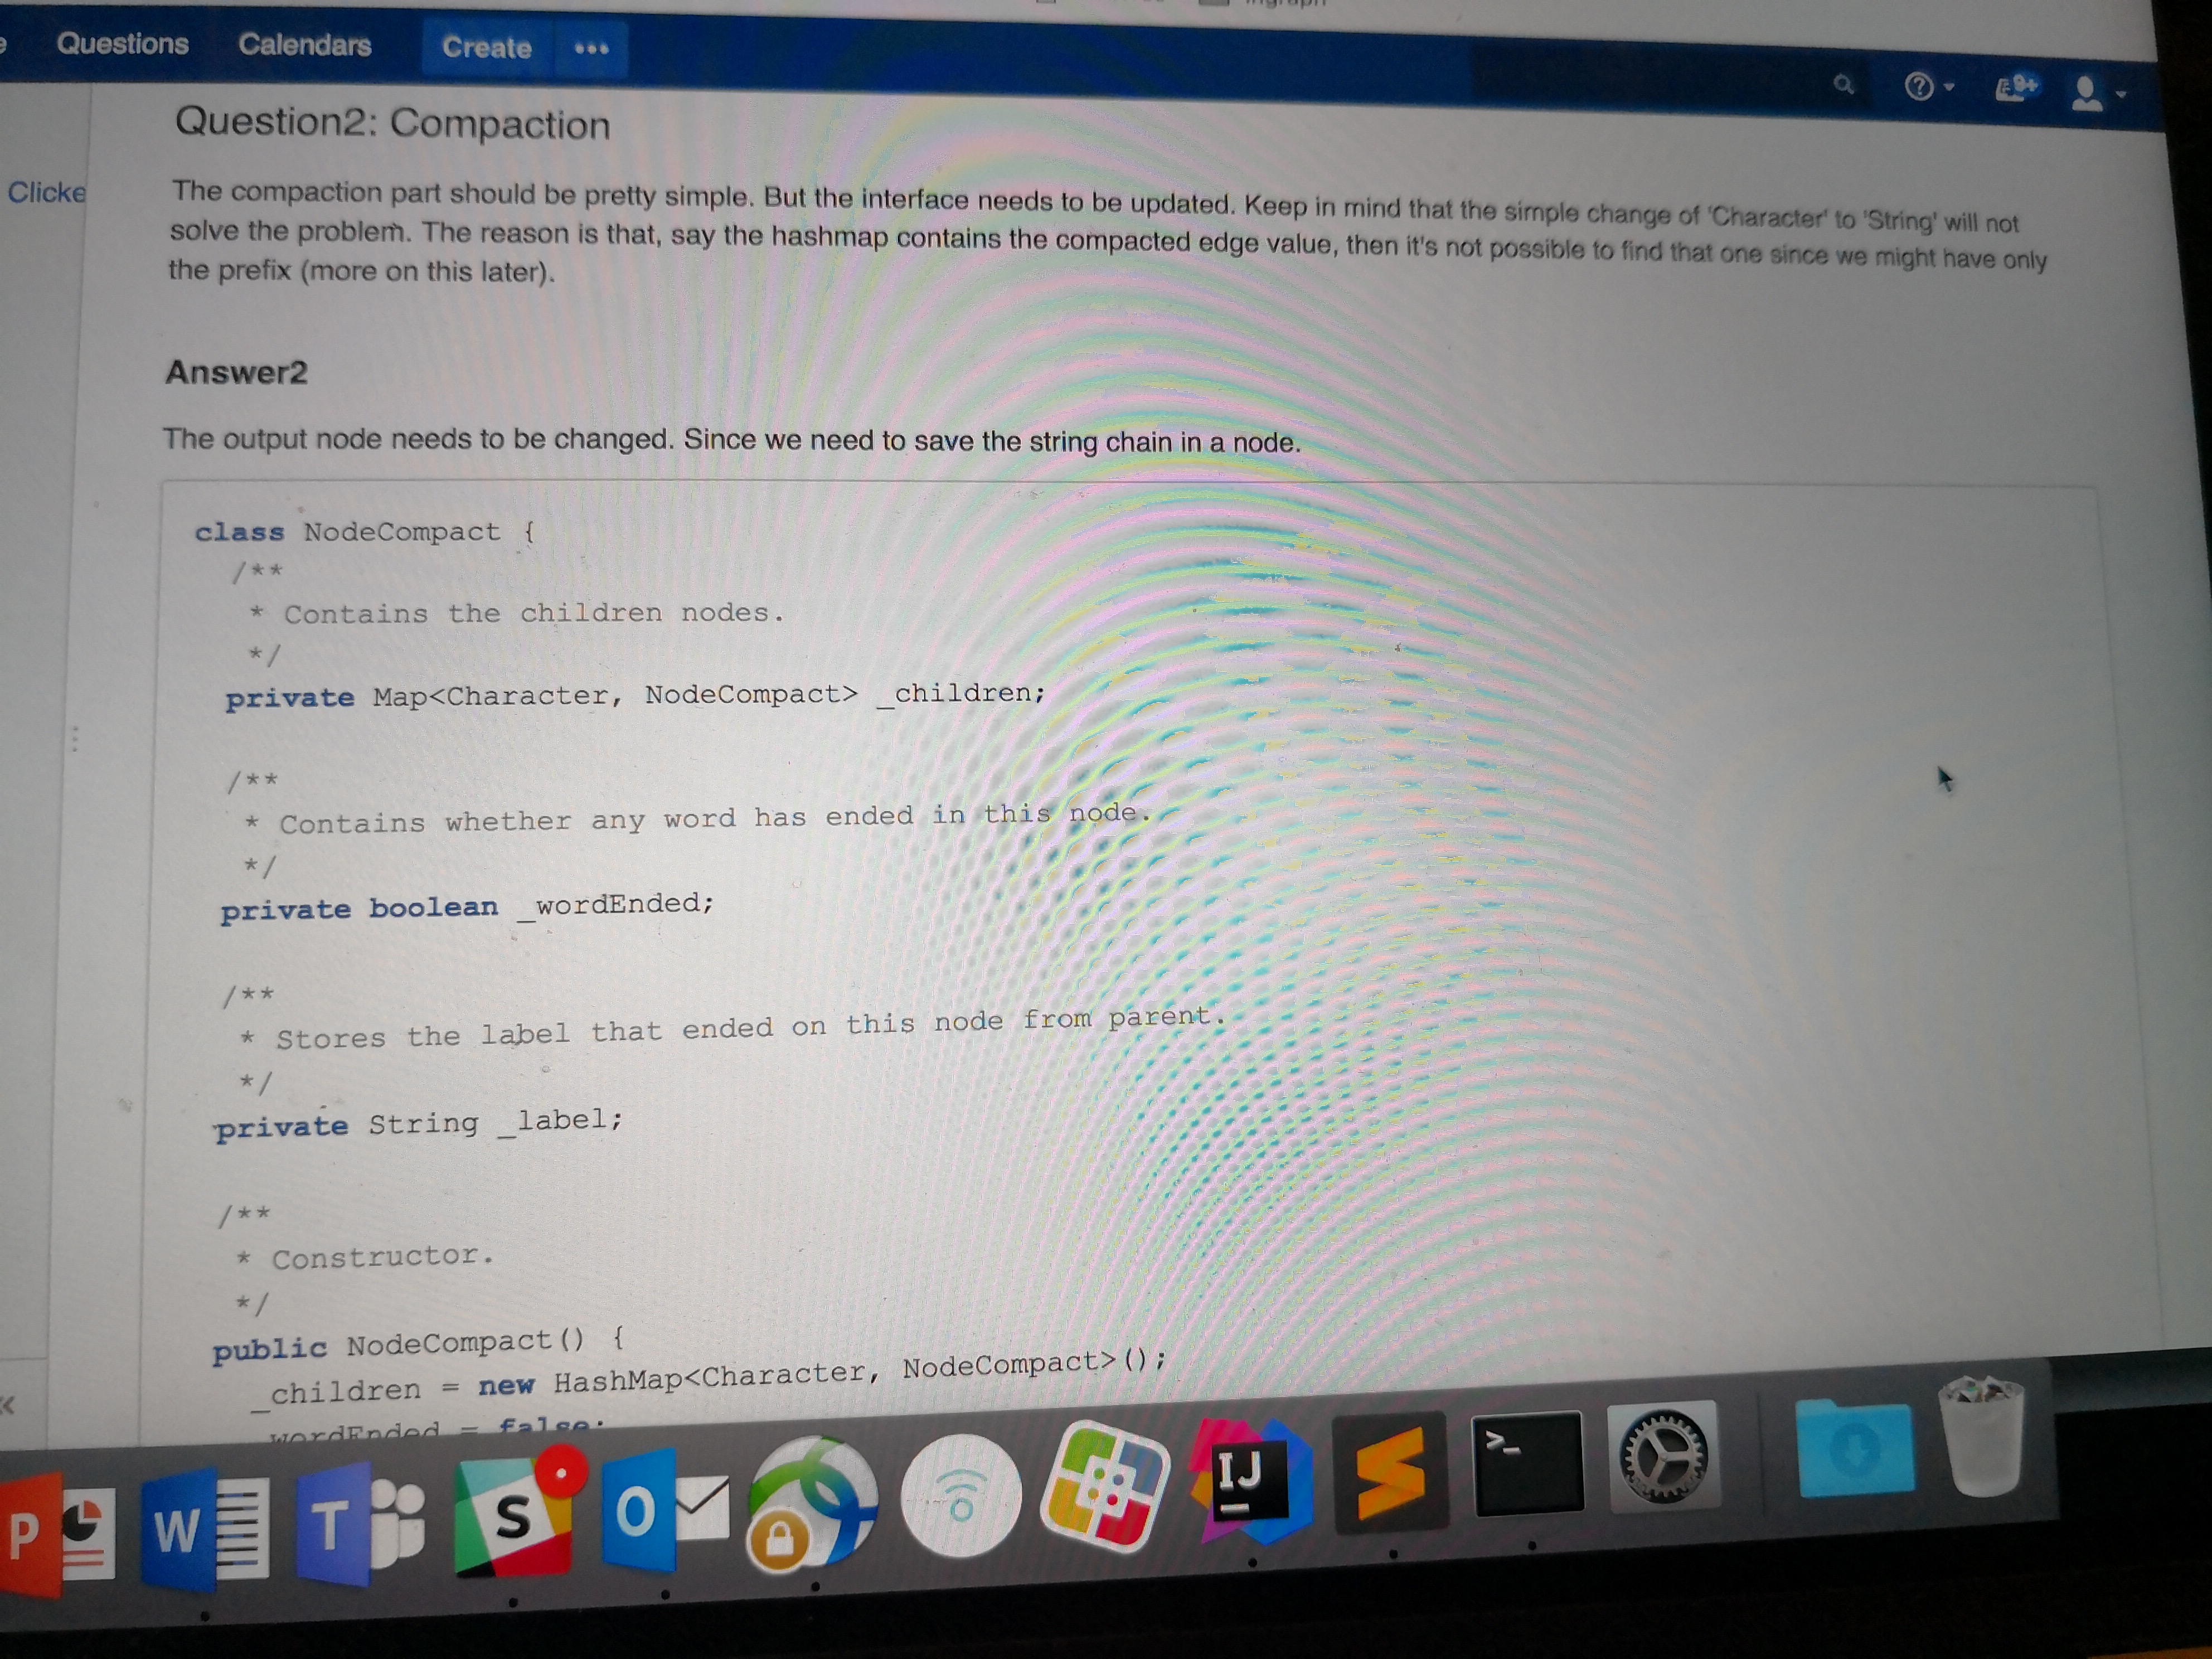 Questions Calendars Create •••
9+
Clicke
Question2: Compaction
The compaction part should be pretty simple. But the interface needs to be updated. Keep in mind that the simple change of 'Character' to 'String' will not
solve the problem. The reason is that, say the hashmap contains the compacted edge value, then it's not possible to find that one since we might have only
the prefix (more on this later).
Answer2
The output node needs to be changed. Since we need to save the string chain in a node.
class NodeCompact {
/**
* Contains the children nodes.
*/
private Map<Character, NodeCompact> _children;
/**
* Contains whether any word has ended in this node.
*/
private boolean _wordEnded;
/**
* Stores the label that ended on this node from parent.
*/
private String _label;
/**
* Constructor.
*/
public NodeCompact() {
_children = new HashMap<Character, NodeCompact>();
_wordEnded = false;
P W T S O IJ S >_